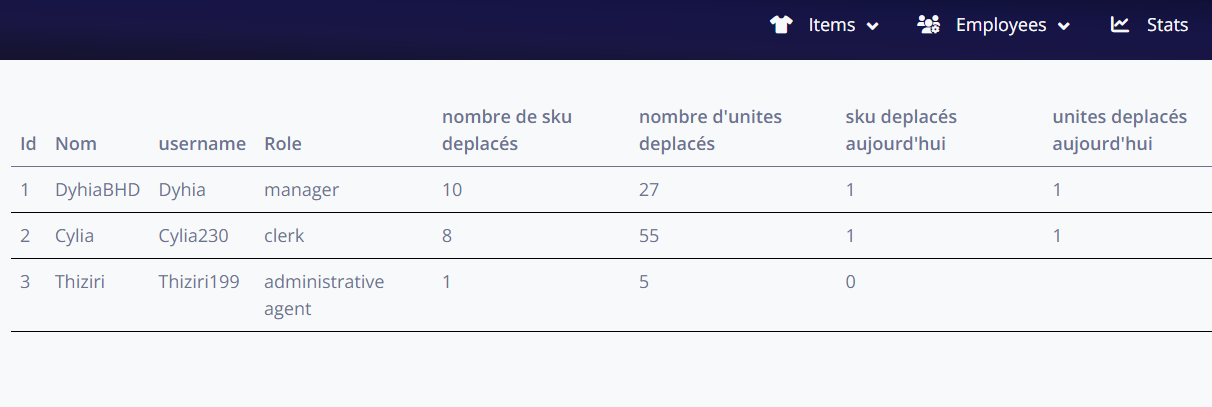 Items Employees Stats
Id Nom username Role nombre de sku deplacés nombre d'unites deplacés sku deplacés aujourd'hui unites deplacés aujourd'hui
1 DyhiaBHD Dyhia manager 10 27 1 1
2 Cylia Cylia230 clerk 8 55 1 1
3 Thiziri Thiziri199 administrative agent 1 5 0